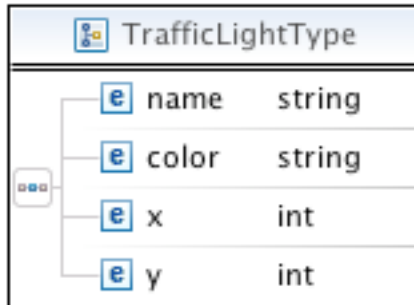 TrafficLightType
e name string
e color string
e x int
e y int